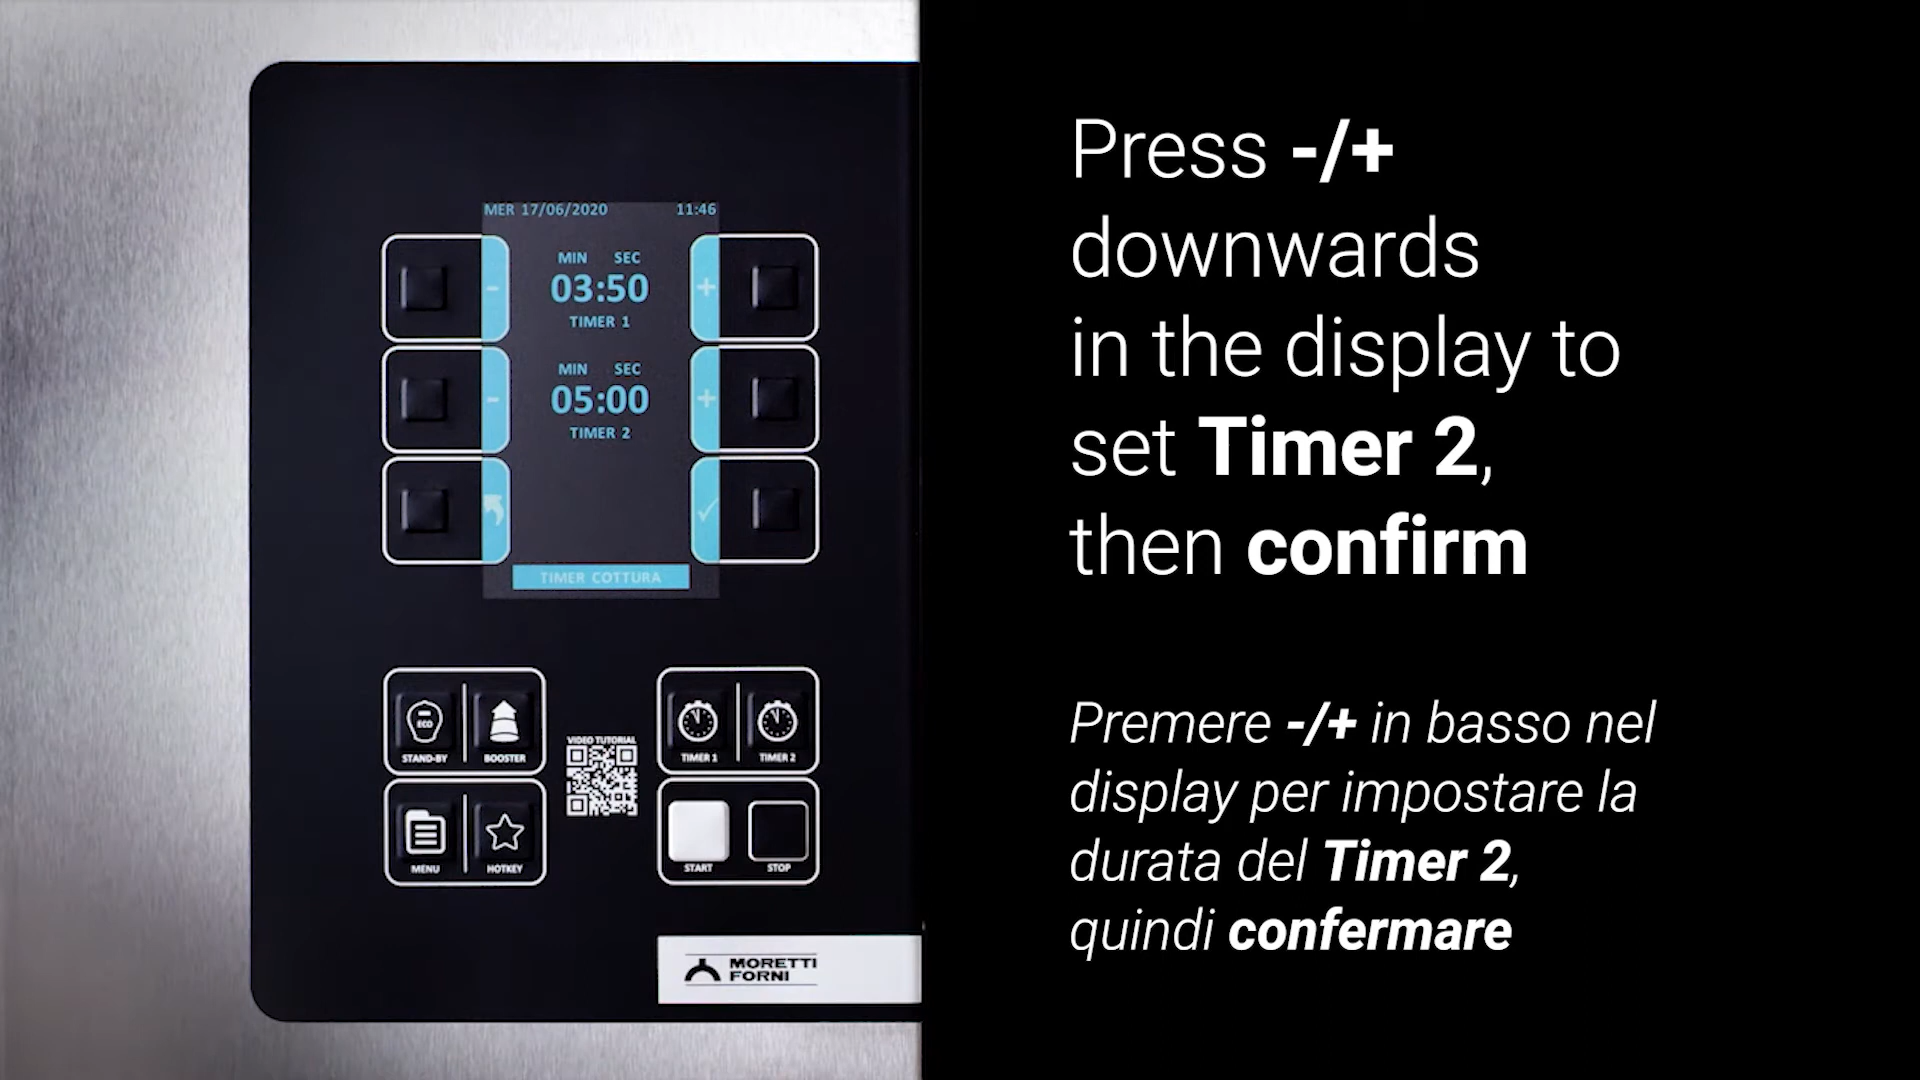 MER 17/06/2020 11:46
MIN SEC
- 03:50 +
TIMER 1
MIN SEC
- 05:00 +
TIMER 2
✓
TIMER COTTURA
ECO
STAND-BY BOOSTER
VIDEO TUTORIAL
TIMER 1 TIMER 2
MENU HOTKEY
START STOP
MORETTI
FORNI
Press -/+
downwards
in the display to
set Timer 2,
then confirm
Premere -/+ in basso nel
display per impostare la
durata del Timer 2,
quindi confermare